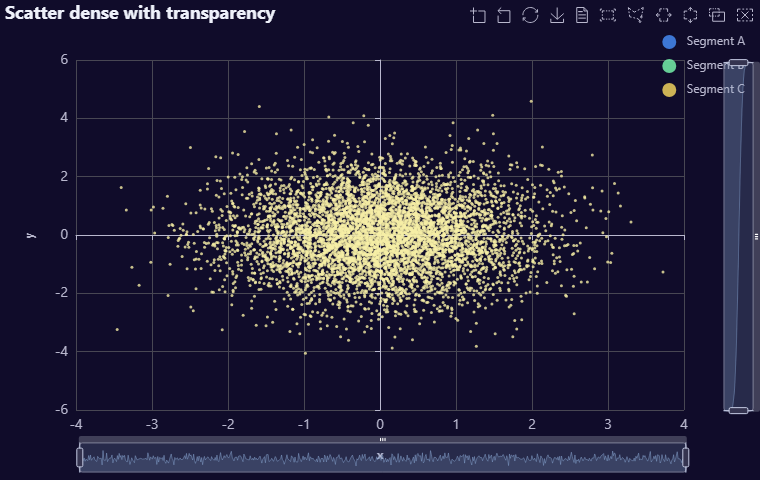 Scatter dense with transparency
Segment A
Segment B
Segment C
y
6
4
2
0
-2
-4
-6
-4
-3
-2
-1
0
1
2
3
4
x